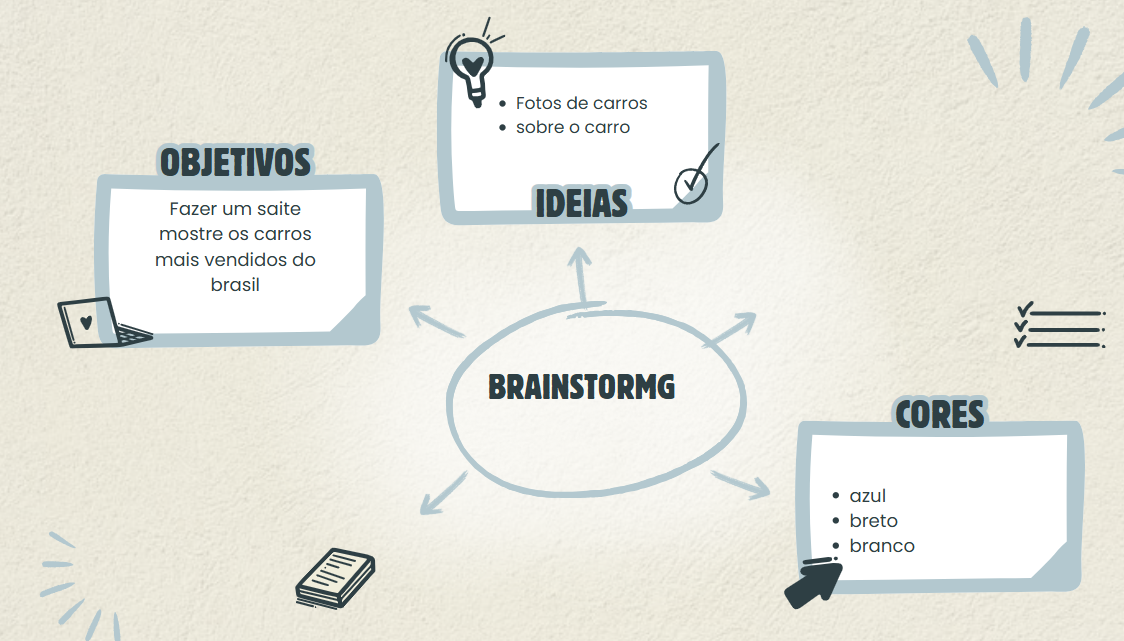 Fotos de carros
sobre o carro
IDEIAS
OBJETIVOS
Fazer um saite
mostre os carros
mais vendidos do
brasil
BRAINSTORMG
CORES
azul
breto
branco